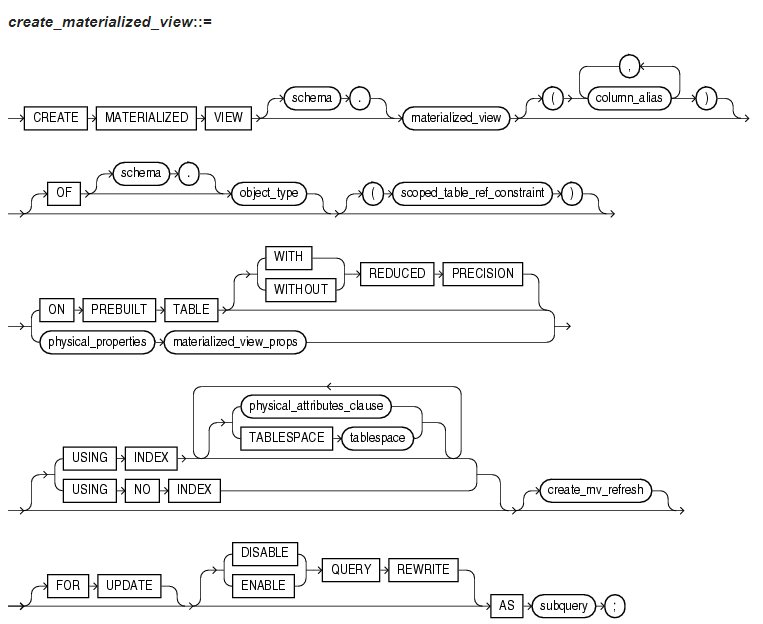 create_materialized_view::=
,
schema . ( column_alias )
CREATE MATERIALIZED VIEW materialized_view
schema .
OF object_type ( scoped_table_ref_constraint )
WITH
REDUCED PRECISION
WITHOUT
ON PREBUILT TABLE
physical_properties materialized_view_props
physical_attributes_clause
TABLESPACE tablespace
USING INDEX
USING NO INDEX create_mv_refresh
DISABLE
QUERY REWRITE
FOR UPDATE ENABLE
AS subquery ;